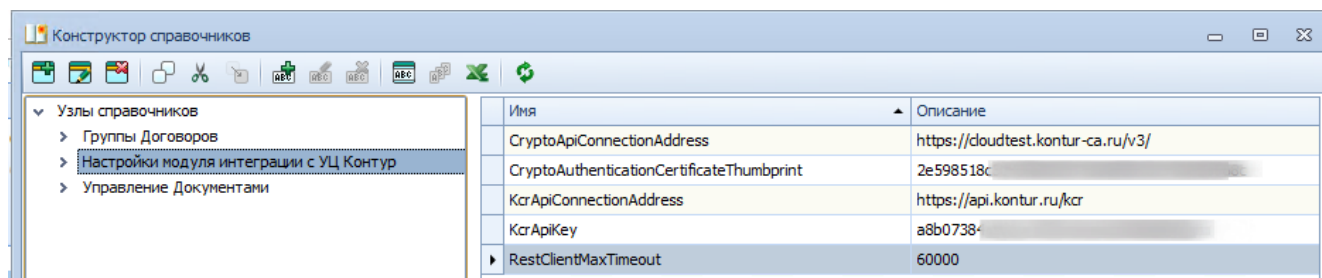 Конструктор справочников
Узлы справочников
Группы Договоров
Настройки модуля интеграции с УЦ Контур
Управление Документами
Имя Описание
CryptoApiConnectionAddress https://cloudtest.kontur-ca.ru/v3/
CryptoAuthenticationCertificateThumbprint 2e598518c
KcrApiConnectionAddress https://api.kontur.ru/kcr
KcrApiKey a8b0738
RestClientMaxTimeout 60000